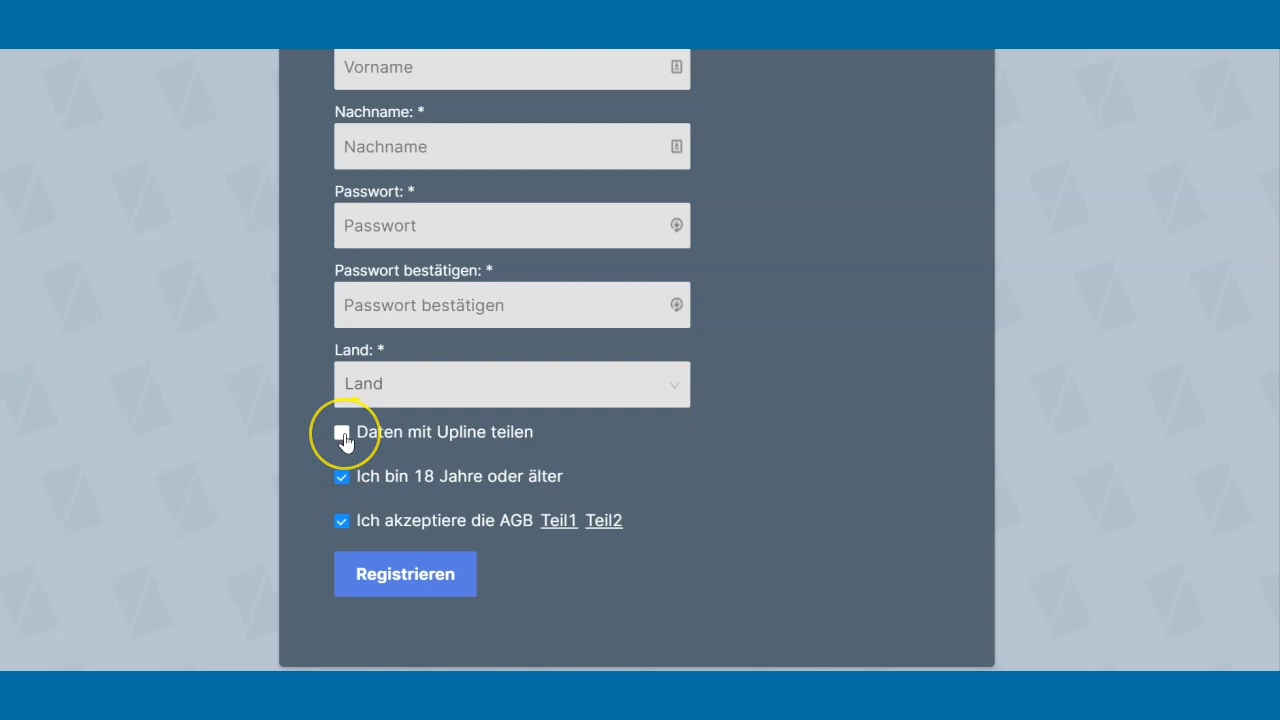 Vorname
Nachname: *
Nachname
Passwort: *
Passwort
Passwort bestätigen: *
Passwort bestätigen
Land: *
Land
Daten mit Upline teilen
Ich bin 18 Jahre oder älter
Ich akzeptiere die AGB Teil1 Teil2
Registrieren